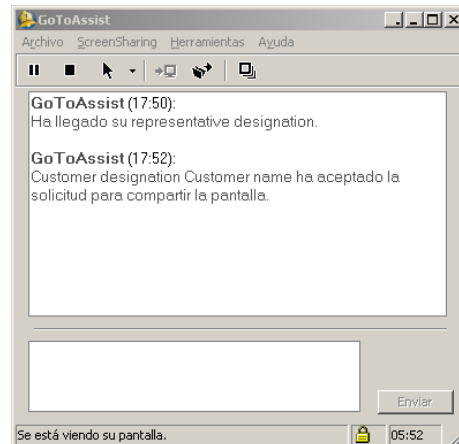 GoToAssist
Archivo ScreenSharing Herramientas Ayuda
GoToAssist (17:50):
Ha llegado su representative designation.
GoToAssist (17:52):
Customer designation Customer name ha aceptado la
solicitud para compartir la pantalla.
Enviar
Se está viendo su pantalla. 05:52